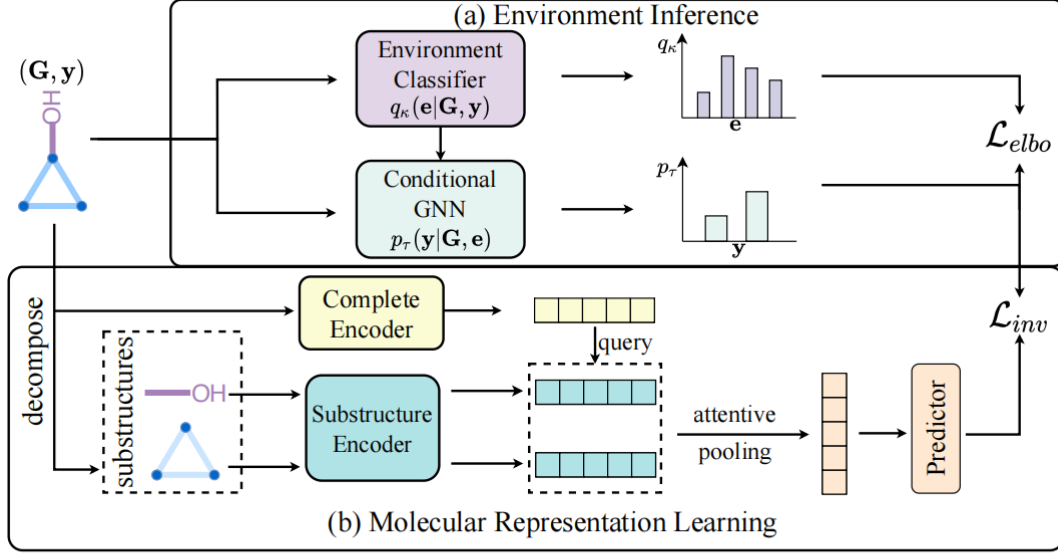 (a) Environment Inference
(G, y)
OH
Environment
Classifier
qκ(e|G, y)
qκ
e
Conditional
GNN
pτ(y|G, e)
pτ
y
𝓛elbo
decompose
Complete
Encoder
query
𝓛inv
substructures
OH
Substructure
Encoder
attentive
pooling
Predictor
(b) Molecular Representation Learning